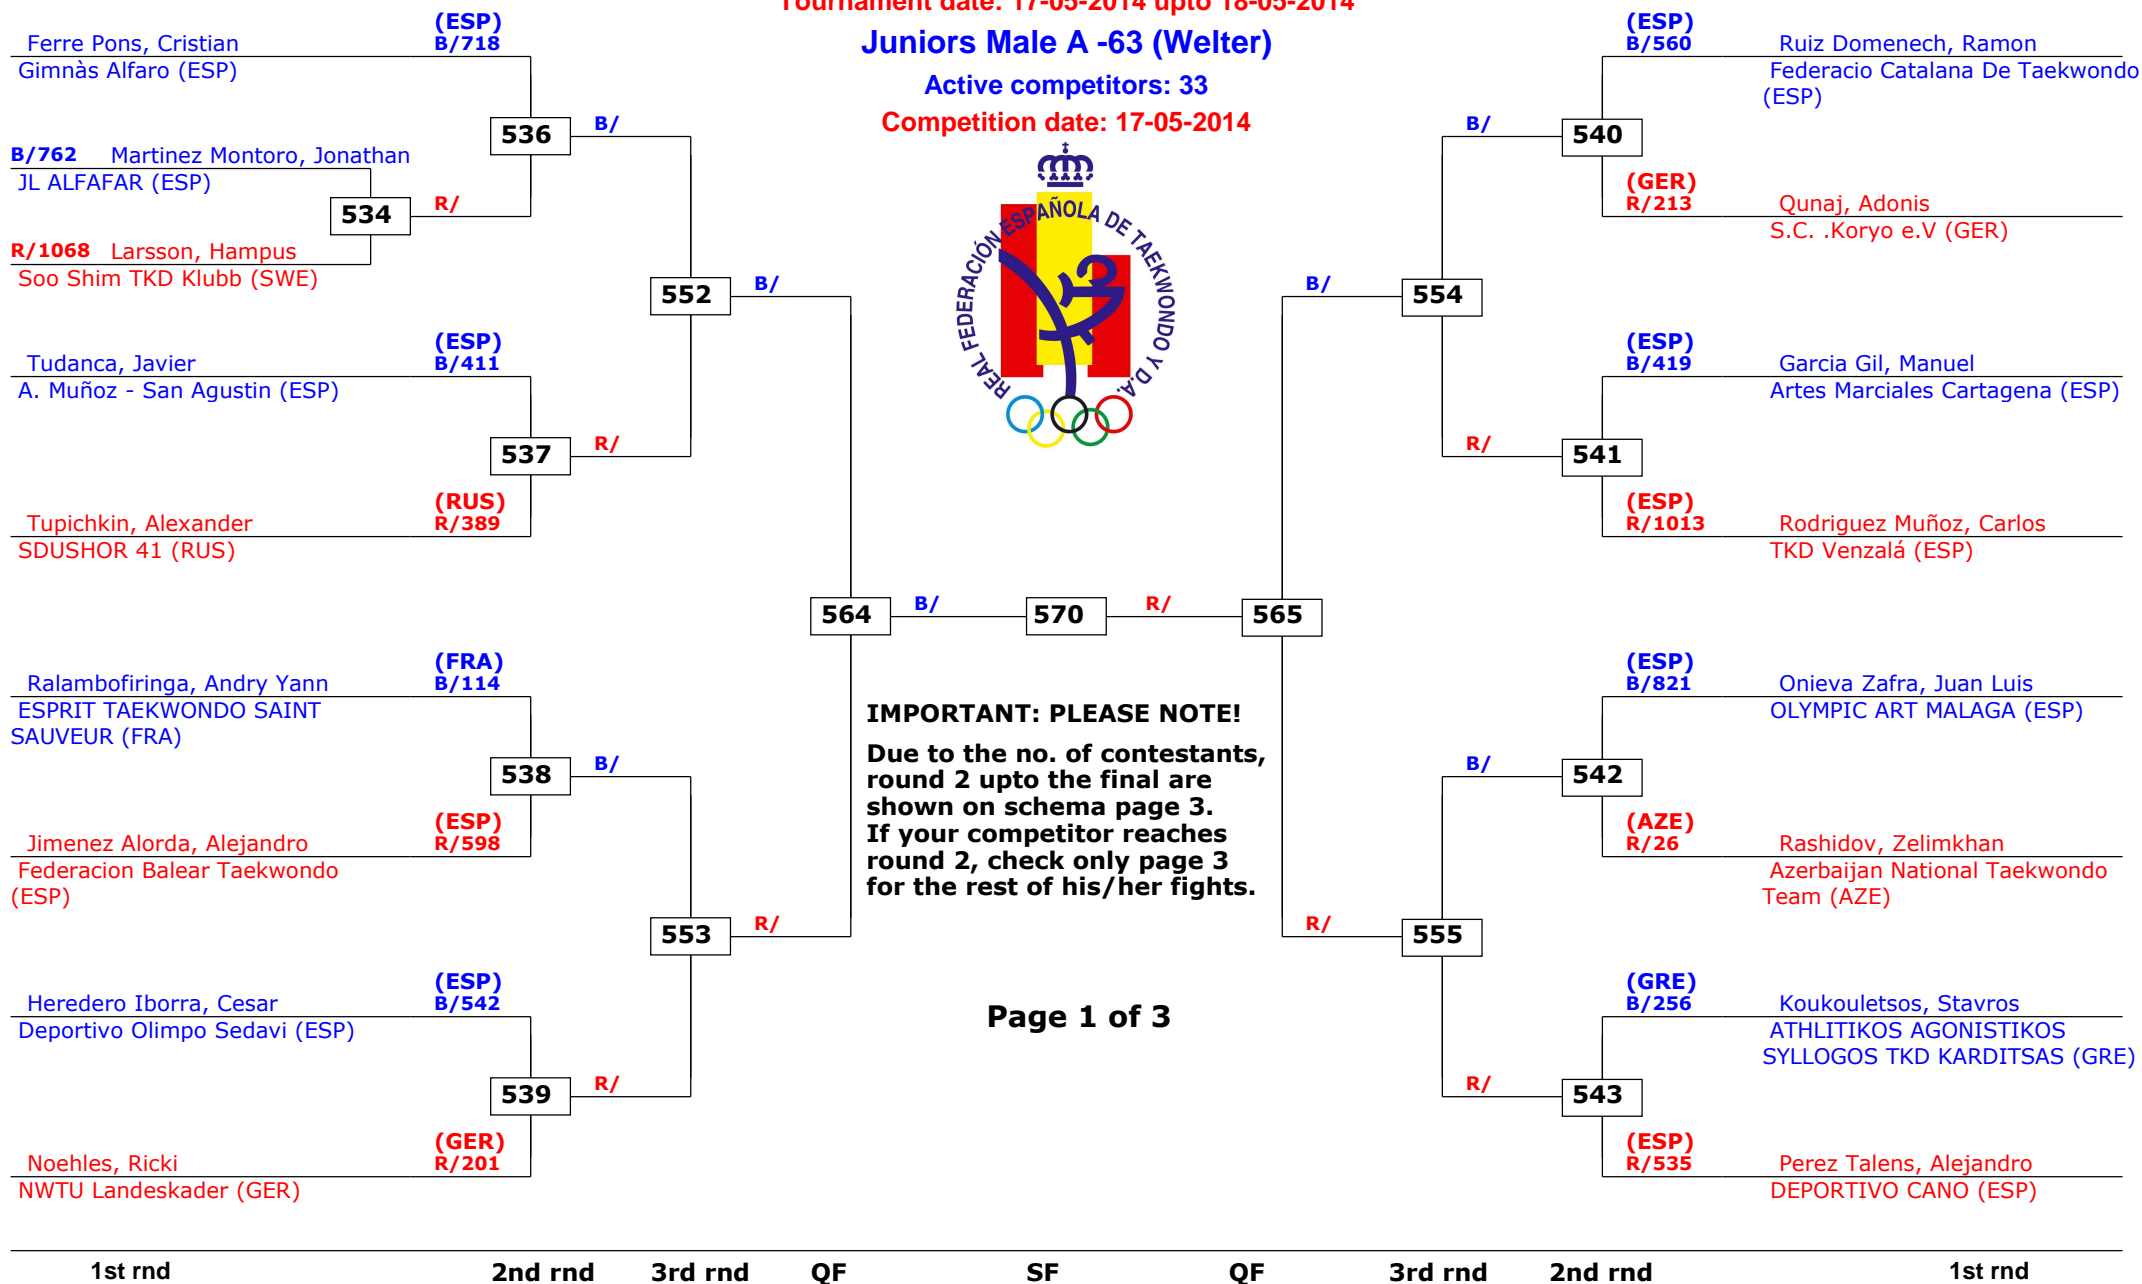 Tournament date: 17-05-2014 upto 18-05-2014
Juniors Male A -63 (Welter)
Active competitors: 33
Competition date: 17-05-2014
REAL FEDERACIÓN ESPAÑOLA DE TAEKWONDO Y D.A.
(ESP)
Ferre Pons, Cristian B/718
Gimnàs Alfaro (ESP)
536 B/
B/762 Martinez Montoro, Jonathan
JL ALFAFAR (ESP)
534 R/
R/1068 Larsson, Hampus
Soo Shim TKD Klubb (SWE)
552 B/
(ESP)
Tudanca, Javier B/411
A. Muñoz - San Agustin (ESP)
537 R/
(RUS)
Tupichkin, Alexander R/389
SDUSHOR 41 (RUS)
564 B/ 570 R/ 565
(FRA)
Ralambofiringa, Andry Yann B/114
ESPRIT TAEKWONDO SAINT
SAUVEUR (FRA)
538 B/
(ESP)
Jimenez Alorda, Alejandro R/598
Federacion Balear Taekwondo
(ESP)
553 R/
(ESP)
Heredero Iborra, Cesar B/542
Deportivo Olimpo Sedavi (ESP)
539 R/
(GER)
Noehles, Ricki R/201
NWTU Landeskader (GER)
IMPORTANT: PLEASE NOTE!
Due to the no. of contestants,
round 2 upto the final are
shown on schema page 3.
If your competitor reaches
round 2, check only page 3
for the rest of his/her fights.
Page 1 of 3
(ESP)
B/560 Ruiz Domenech, Ramon
Federacio Catalana De Taekwondo
(ESP)
B/ 540
(GER)
R/213 Qunaj, Adonis
S.C. .Koryo e.V (GER)
B/ 554
(ESP)
B/419 Garcia Gil, Manuel
Artes Marciales Cartagena (ESP)
R/ 541
(ESP)
R/1013 Rodriguez Muñoz, Carlos
TKD Venzalá (ESP)
(ESP)
B/821 Onieva Zafra, Juan Luis
OLYMPIC ART MALAGA (ESP)
B/ 542
(AZE)
R/26 Rashidov, Zelimkhan
Azerbaijan National Taekwondo
Team (AZE)
R/ 555
(GRE)
B/256 Koukouletsos, Stavros
ATHLITIKOS AGONISTIKOS
SYLLOGOS TKD KARDITSAS (GRE)
R/ 543
(ESP)
R/535 Perez Talens, Alejandro
DEPORTIVO CANO (ESP)
1st rnd 2nd rnd 3rd rnd QF SF QF 3rd rnd 2nd rnd 1st rnd